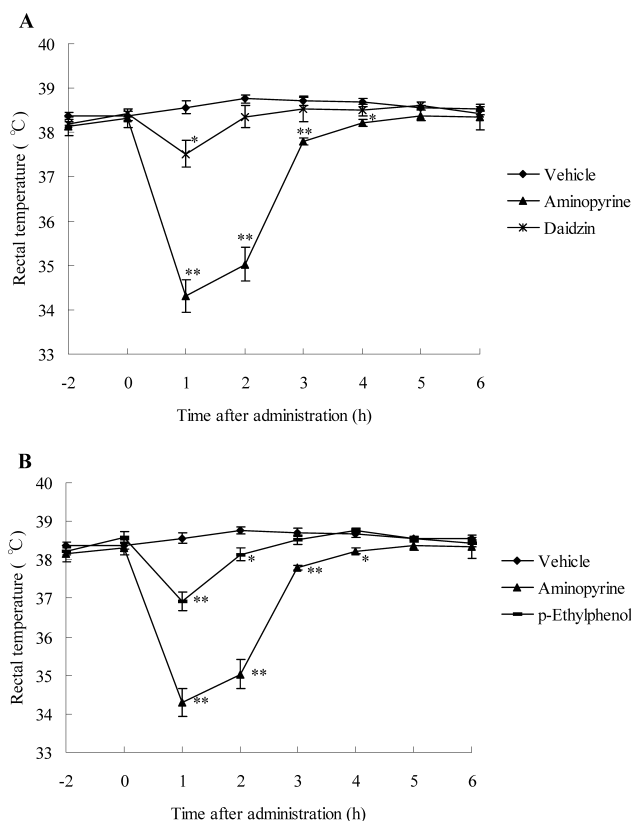 A
40
39
38
37
36
35
34
33
Rectal temperature ( ℃)
*
**
**
**
*
Vehicle
Aminopyrine
Daidzin
-2 0 1 2 3 4 5 6
Time after administration (h)
B
40
39
38
37
36
35
34
33
Rectal temperature ( ℃)
**
*
**
*
**
**
Vehicle
Aminopyrine
p-Ethylphenol
-2 0 1 2 3 4 5 6
Time after administration (h)